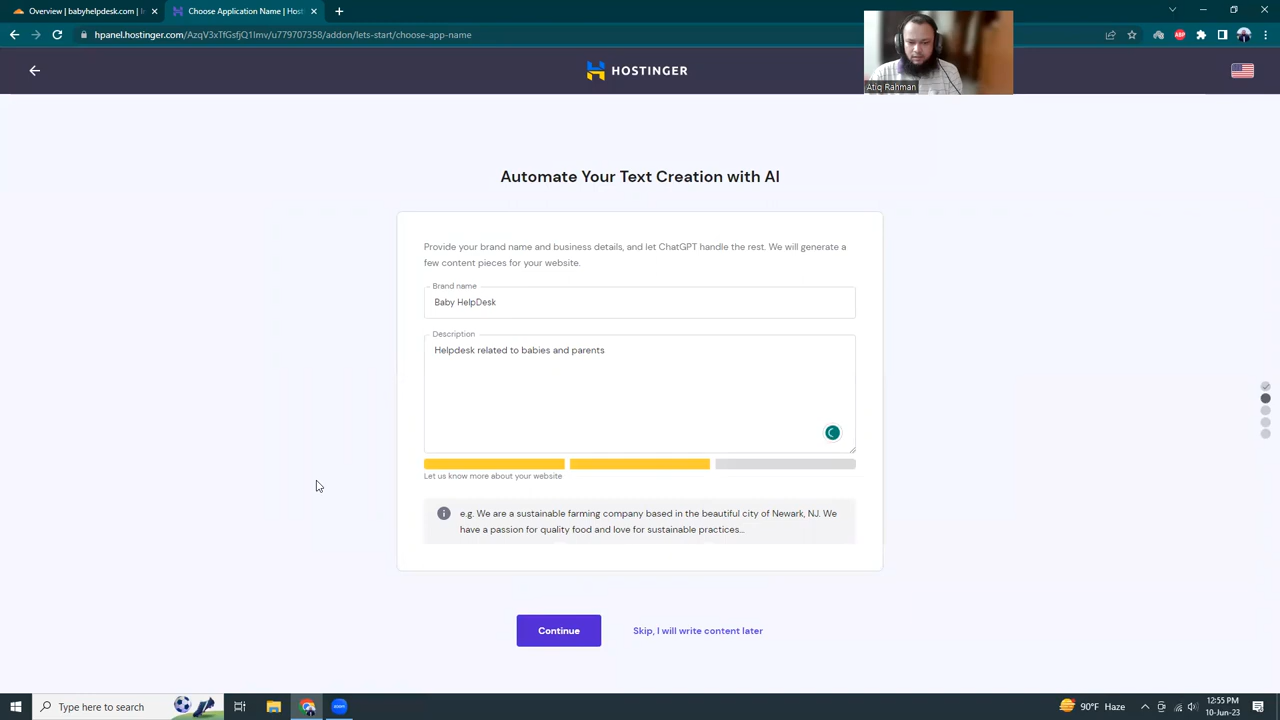 Overview | babyhelpdesk.com | In
Choose Application Name | Host
hpanel.hostinger.com/AzqV3xTfGsfjQ1Imv/u779707358/addon/lets-start/choose-app-name
ABP
HOSTINGER
Atiq Rahman
Automate Your Text Creation with AI
Provide your brand name and business details, and let ChatGPT handle the rest. We will generate a
few content pieces for your website.
Brand name
Baby HelpDesk
Description
Helpdesk related to babies and parents
Let us know more about your website
e.g. We are a sustainable farming company based in the beautiful city of Newark, NJ. We
have a passion for quality food and love for sustainable practices...
Continue
Skip, I will write content later
Type here to search
zoom
90°F Haze
12:55 PM
10-Jun-23